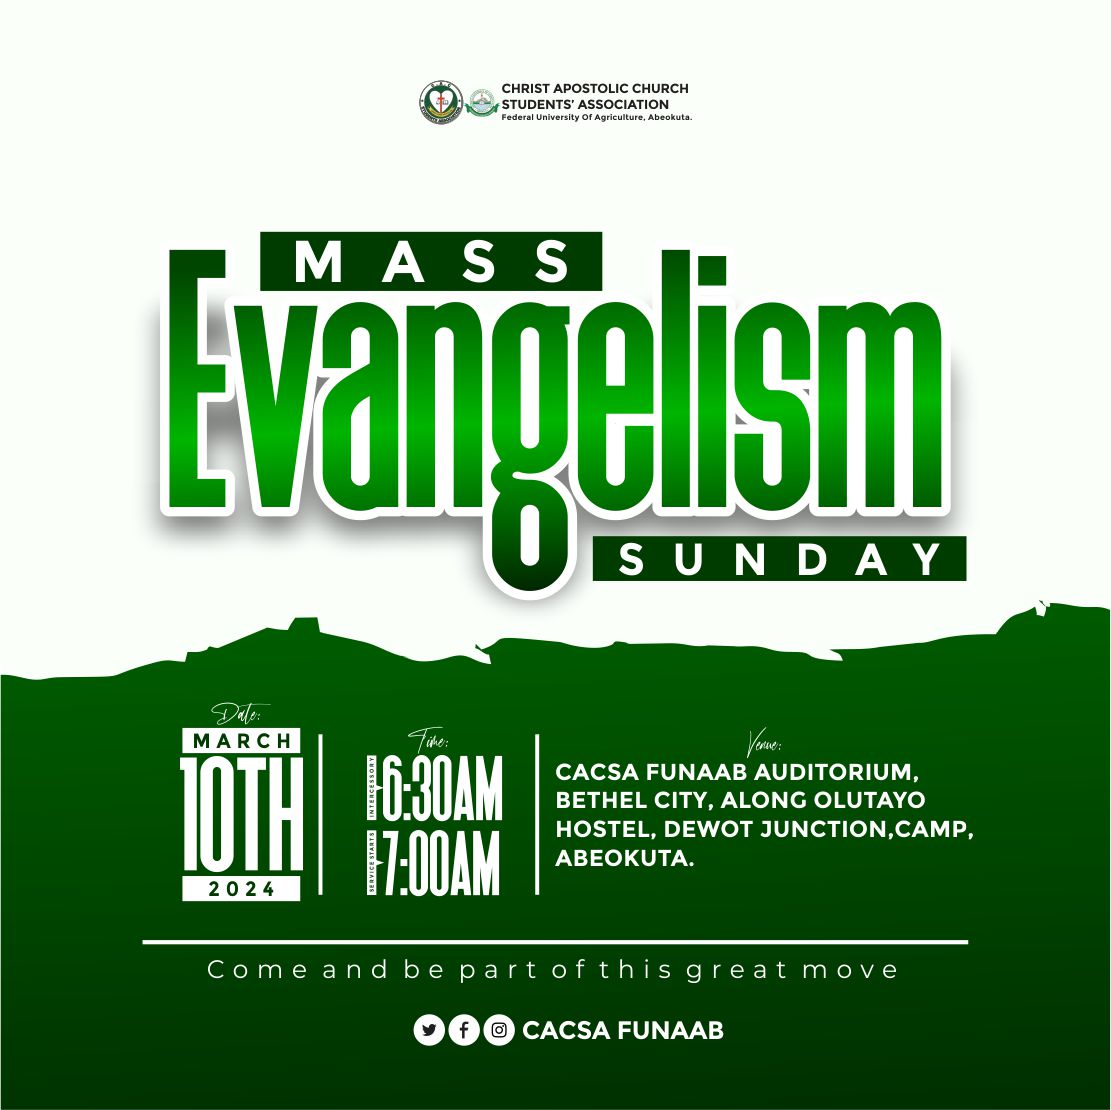 CHRIST APOSTOLIC CHURCH
STUDENTS' ASSOCIATION
Federal University Of Agriculture, Abeokuta.
MASS
Evangelism
SUNDAY
Date:
MARCH
10TH
2024
Time:
INTERCESSORY
6:30AM
SERVICE STARTS
7:00AM
Venue:
CACSA FUNAAB AUDITORIUM,
BETHEL CITY, ALONG OLUTAYO
HOSTEL, DEWOT JUNCTION,CAMP,
ABEOKUTA.
Come and be part of this great move
CACSA FUNAAB